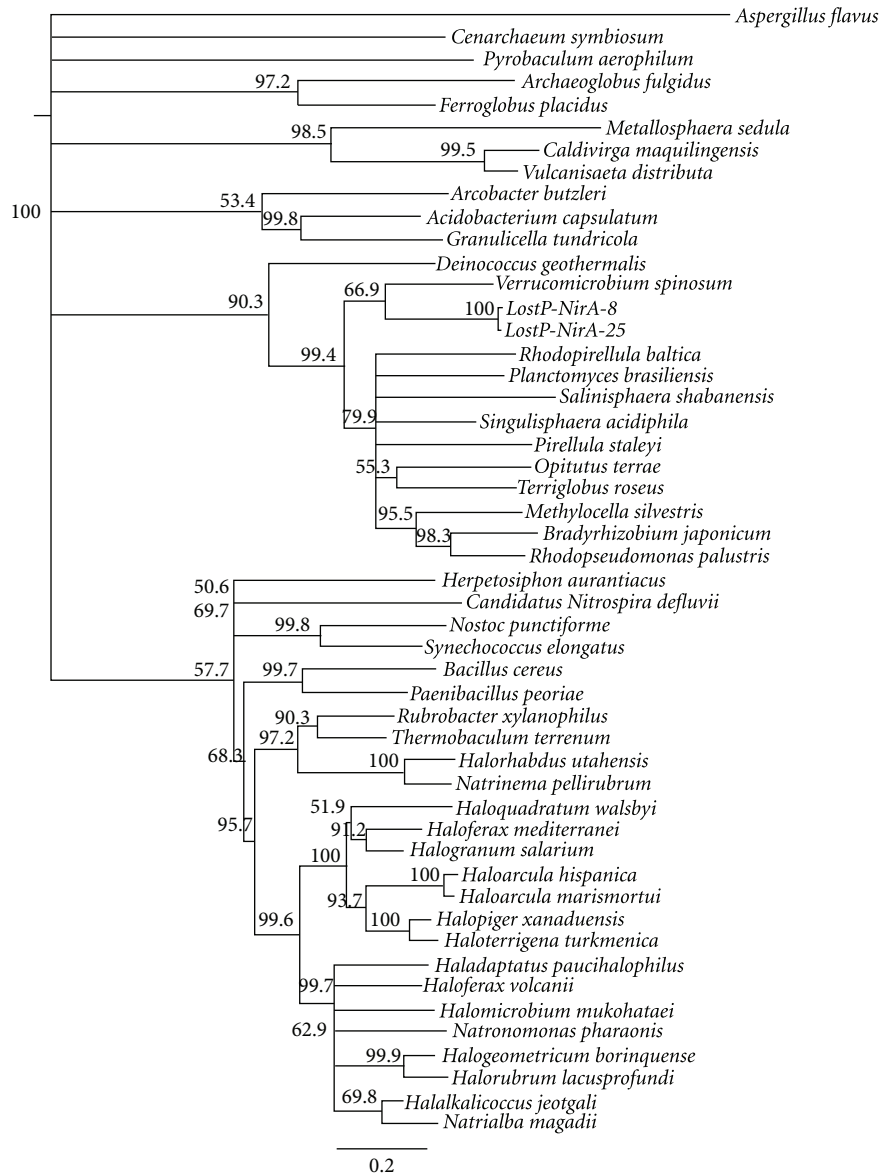 Aspergillus flavus
Cenarchaeum symbiosum
Pyrobaculum aerophilum
97.2
Archaeoglobus fulgidus
Ferroglobus placidus
98.5
Metallosphaera sedula
99.5
Caldivirga maquilingensis
Vulcanisaeta distributa
100
53.4
Arcobacter butzleri
99.8
Acidobacterium capsulatum
Granulicella tundricola
90.3
Deinococcus geothermalis
66.9
Verrucomicrobium spinosum
100
LostP-NirA-8
LostP-NirA-25
99.4
Rhodopirellula baltica
Planctomyces brasiliensis
Salinisphaera shabanensis
79.9
Singulisphaera acidiphila
Pirellula staleyi
55.3
Opitutus terrae
Terriglobus roseus
95.5
Methylocella silvestris
98.3
Bradyrhizobium japonicum
Rhodopseudomonas palustris
50.6
Herpetosiphon aurantiacus
69.7
Candidatus Nitrospira defluvii
99.8
Nostoc punctiforme
Synechococcus elongatus
57.7
99.7
Bacillus cereus
Paenibacillus peoriae
90.3
Rubrobacter xylanophilus
97.2
Thermobaculum terrenum
68.3
100
Halorhabdus utahensis
Natrinema pellirubrum
51.9
Haloquadratum walsbyi
95.7
91.2
Haloferax mediterranei
100
Halogranum salarium
100
Haloarcula hispanica
Haloarcula marismortui
93.7
99.6
100
Halopiger xanaduensis
Haloterrigena turkmenica
Haladaptatus paucihalophilus
99.7
Haloferax volcanii
Halomicrobium mukohataei
62.9
Natronomonas pharaonis
99.9
Halogeometricum borinquense
Halorubrum lacusprofundi
69.8
Halalkalicoccus jeotgali
Natrialba magadii
0.2